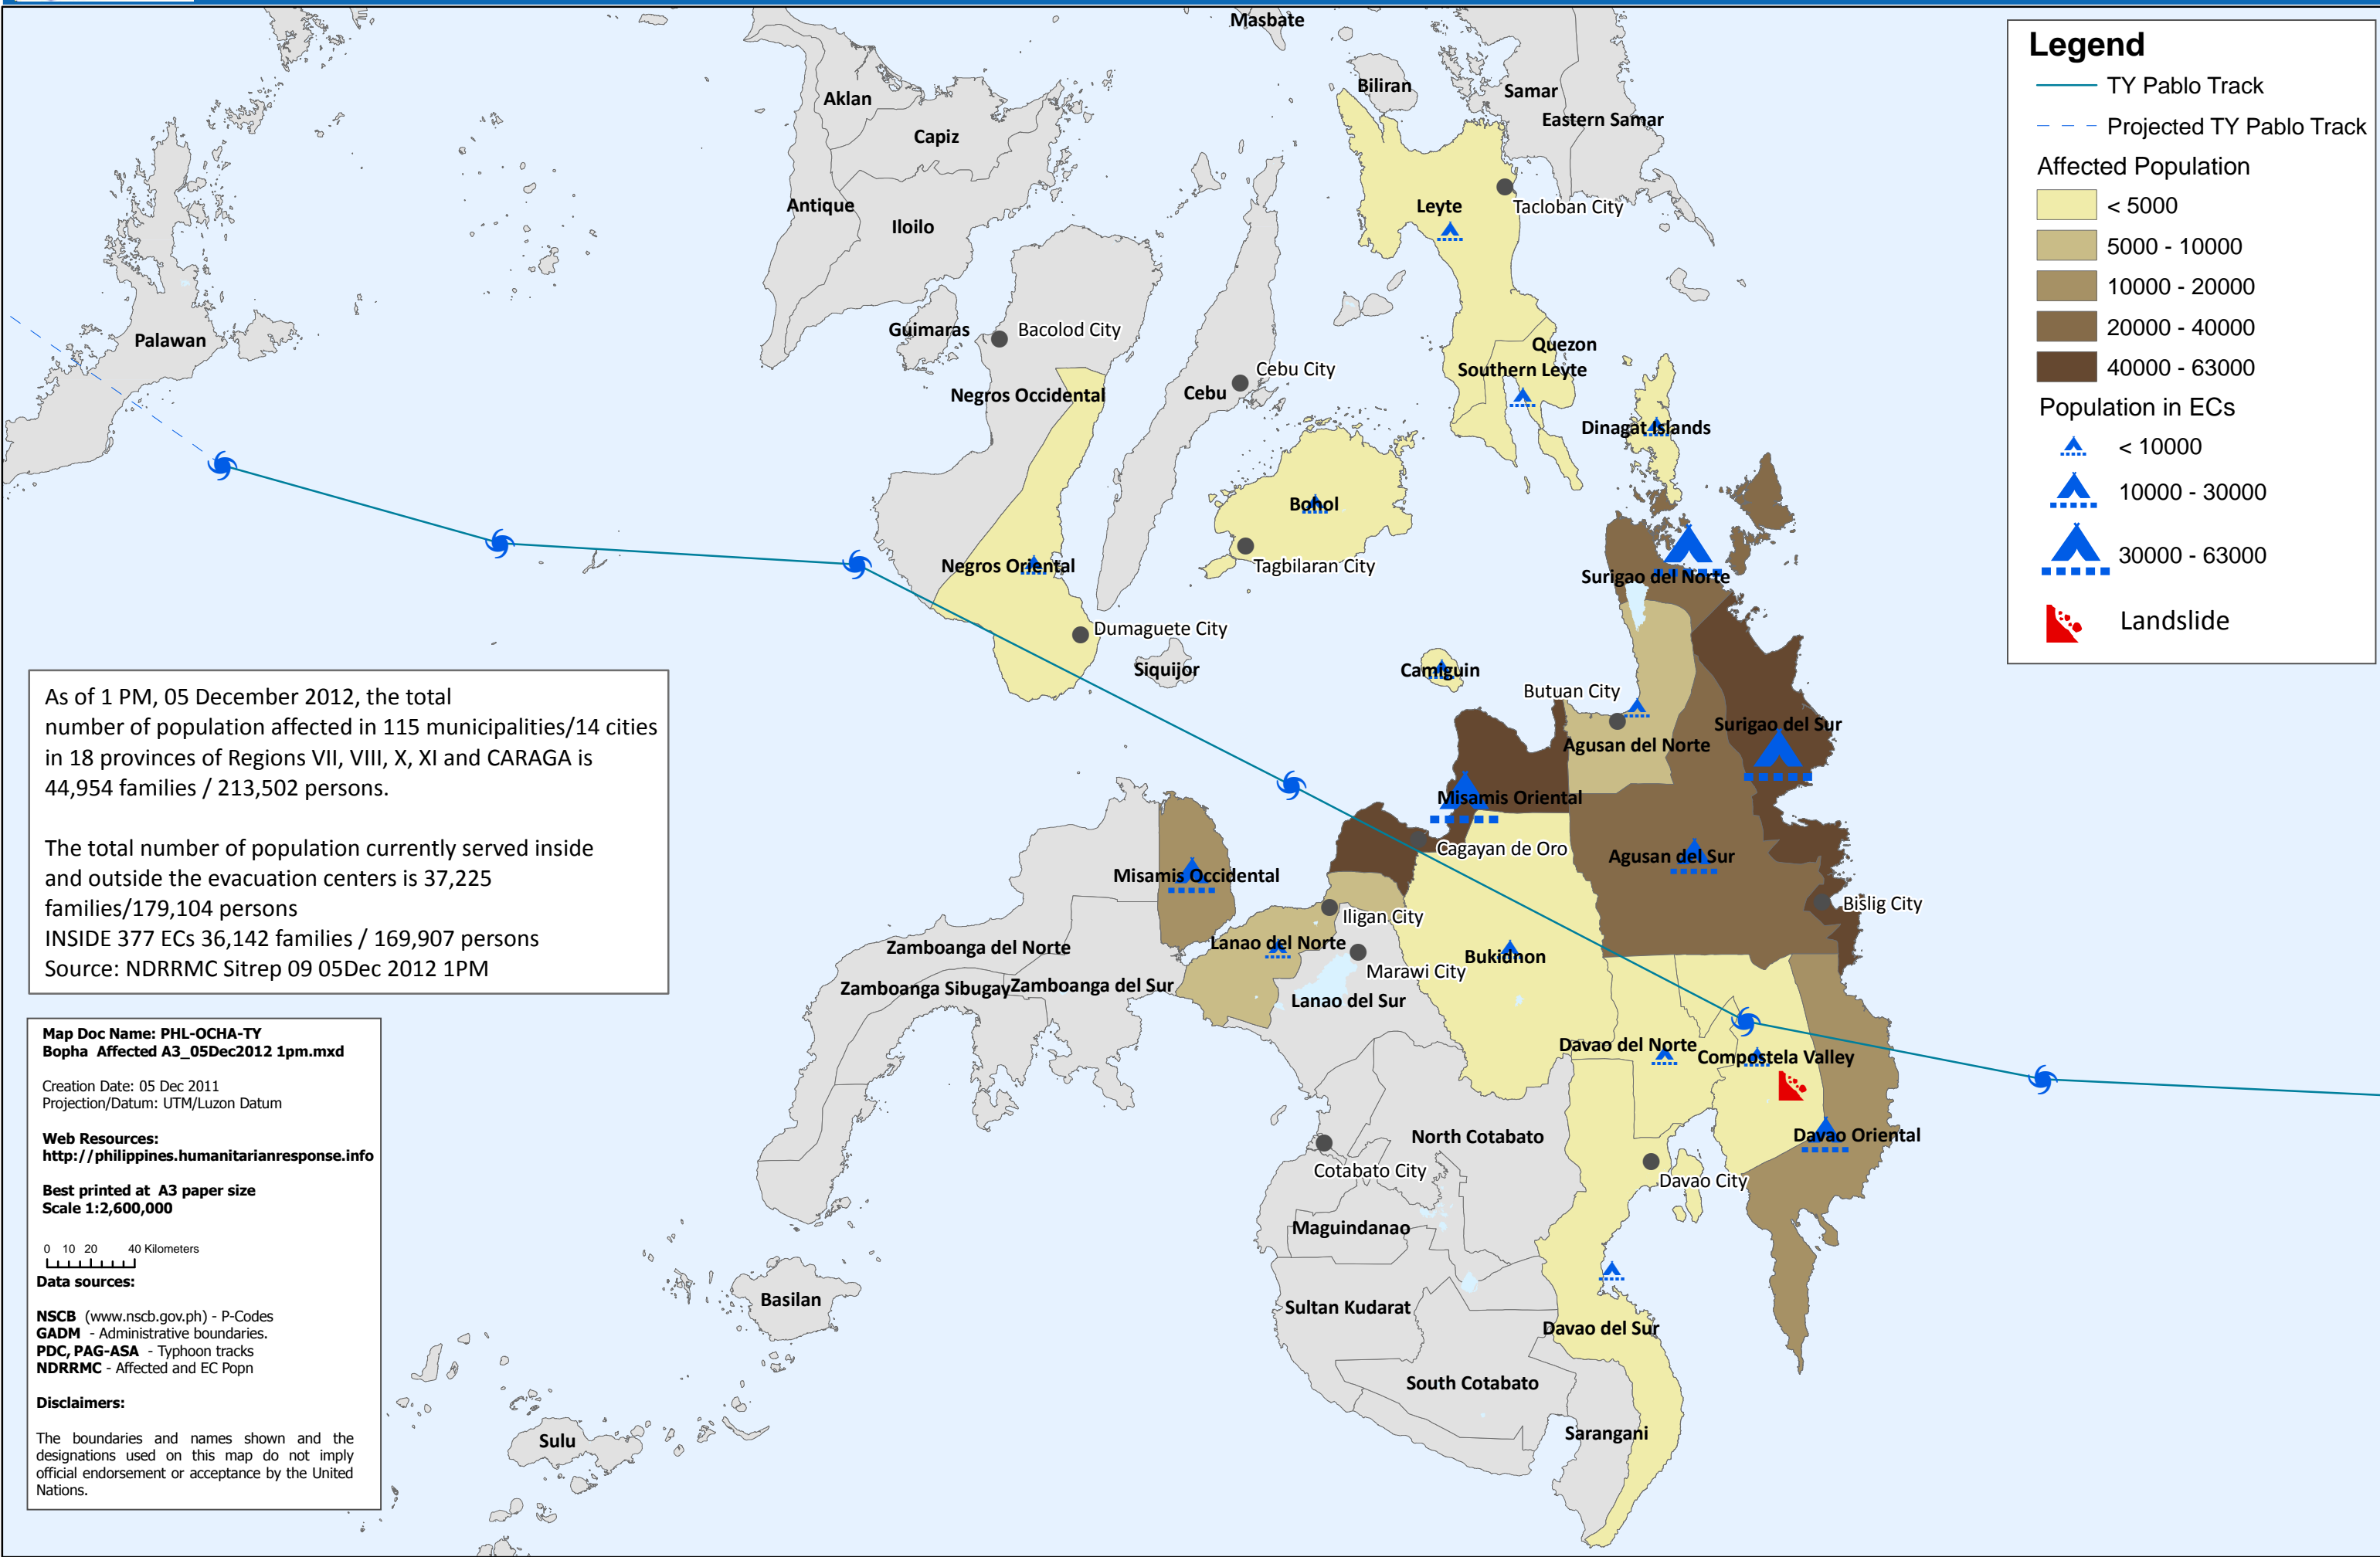 Masbate
Biliran
Samar
Eastern Samar
Aklan
Capiz
Antique
Iloilo
Leyte
Tacloban City
Palawan
Guimaras
Bacolod City
Quezon
Southern Leyte
Cebu City
Cebu
Negros Occidental
Dinagat Islands
Bohol
Tagbilaran City
Negros Oriental
Surigao del Norte
Dumaguete City
Siquijor
Camiguin
Butuan City
Surigao del Sur
Agusan del Norte
Misamis Oriental
Cagayan de Oro
Agusan del Sur
Misamis Occidental
Bislig City
Iligan City
Lanao del Norte
Zamboanga del Norte
Marawi City
Bukidnon
Zamboanga Sibugay
Zamboanga del Sur
Lanao del Sur
Davao del Norte
Compostela Valley
North Cotabato
Davao Oriental
Cotabato City
Davao City
Maguindanao
Basilan
Sultan Kudarat
Davao del Sur
South Cotabato
Sarangani
Sulu
Legend
TY Pablo Track
Projected TY Pablo Track
Affected Population
< 5000
5000 - 10000
10000 - 20000
20000 - 40000
40000 - 63000
Population in ECs
< 10000
10000 - 30000
30000 - 63000
Landslide
As of 1 PM, 05 December 2012, the total
number of population affected in 115 municipalities/14 cities
in 18 provinces of Regions VII, VIII, X, XI and CARAGA is
44,954 families / 213,502 persons.
The total number of population currently served inside
and outside the evacuation centers is 37,225
families/179,104 persons
INSIDE 377 ECs 36,142 families / 169,907 persons
Source: NDRRMC Sitrep 09 05Dec 2012 1PM
Map Doc Name: PHL-OCHA-TY
Bopha Affected A3_05Dec2012 1pm.mxd
Creation Date: 05 Dec 2011
Projection/Datum: UTM/Luzon Datum
Web Resources:
http://philippines.humanitarianresponse.info
Best printed at A3 paper size
Scale 1:2,600,000
0 10 20 40 Kilometers
Data sources:
NSCB (www.nscb.gov.ph) - P-Codes
GADM - Administrative boundaries.
PDC, PAG-ASA - Typhoon tracks
NDRRMC - Affected and EC Popn
Disclaimers:
The boundaries and names shown and the
designations used on this map do not imply
official endorsement or acceptance by the United
Nations.